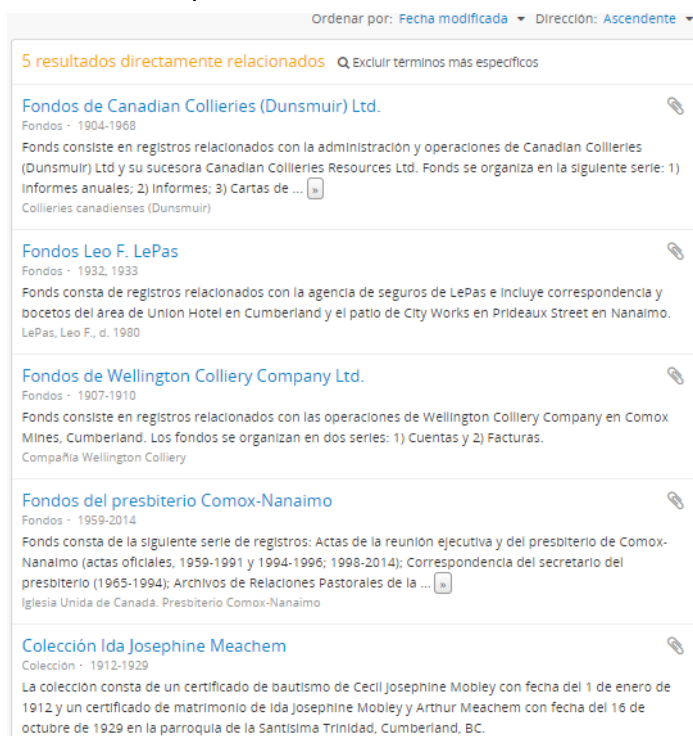 Ordenar por: Fecha modificada Dirección: Ascendente
5 resultados directamente relacionados Excluir términos más específicos
Fondos de Canadian Collieries (Dunsmuir) Ltd.
Fondos · 1904-1968
Fonds consiste en registros relacionados con la administración y operaciones de Canadian Collieries
(Dunsmuir) Ltd y su sucesora Canadian Collieries Resources Ltd. Fonds se organiza en la siguiente serie: 1)
Informes anuales; 2) Informes; 3) Cartas de ... »
Collieries canadienses (Dunsmuir)
Fondos Leo F. LePas
Fondos · 1932, 1933
Fonds consta de registros relacionados con la agencia de seguros de LePas e incluye correspondencia y
bocetos del área de Union Hotel en Cumberland y el patio de City Works en Prideaux Street en Nanaimo.
LePas, Leo F., d. 1980
Fondos de Wellington Colliery Company Ltd.
Fondos · 1907-1910
Fonds consiste en registros relacionados con las operaciones de Wellington Colliery Company en Comox
Mines, Cumberland. Los fondos se organizan en dos series: 1) Cuentas y 2) Facturas.
Compañía Wellington Colliery
Fondos del presbiterio Comox-Nanaimo
Fondos · 1959-2014
Fonds consta de la siguiente serie de registros: Actas de la reunión ejecutiva y del presbiterio de Comox-
Nanaimo (actas oficiales, 1959-1991 y 1994-1996; 1998-2014); Correspondencia del secretario del
presbiterio (1965-1994); Archivos de Relaciones Pastorales de la ... »
Iglesia Unida de Canadá. Presbiterio Comox-Nanaimo
Colección Ida Josephine Meachem
Colección · 1912-1929
La colección consta de un certificado de bautismo de Cecil Josephine Mobley con fecha del 1 de enero de
1912 y un certificado de matrimonio de Ida Josephine Mobley y Arthur Meachem con fecha del 16 de
octubre de 1929 en la parroquia de la Santísima Trinidad, Cumberland, BC.